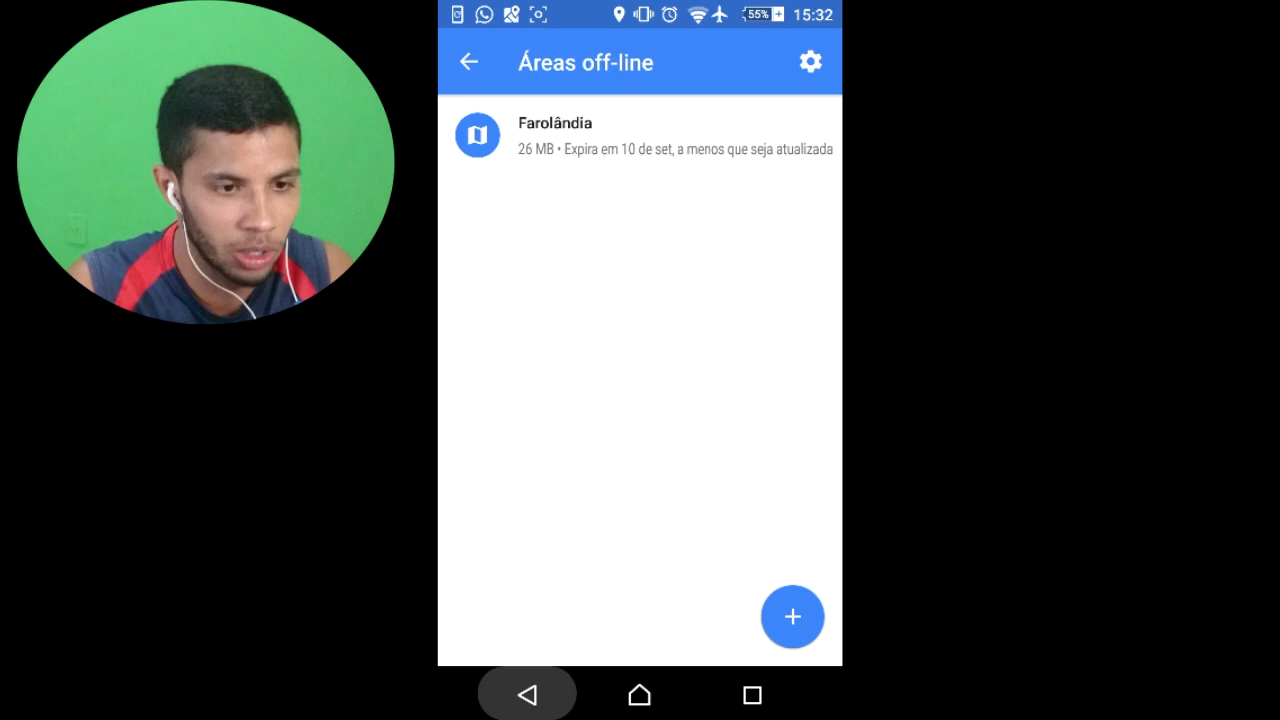 55% 15:32
Áreas off-line
Farolândia
26 MB • Expira em 10 de set, a menos que seja atualizada